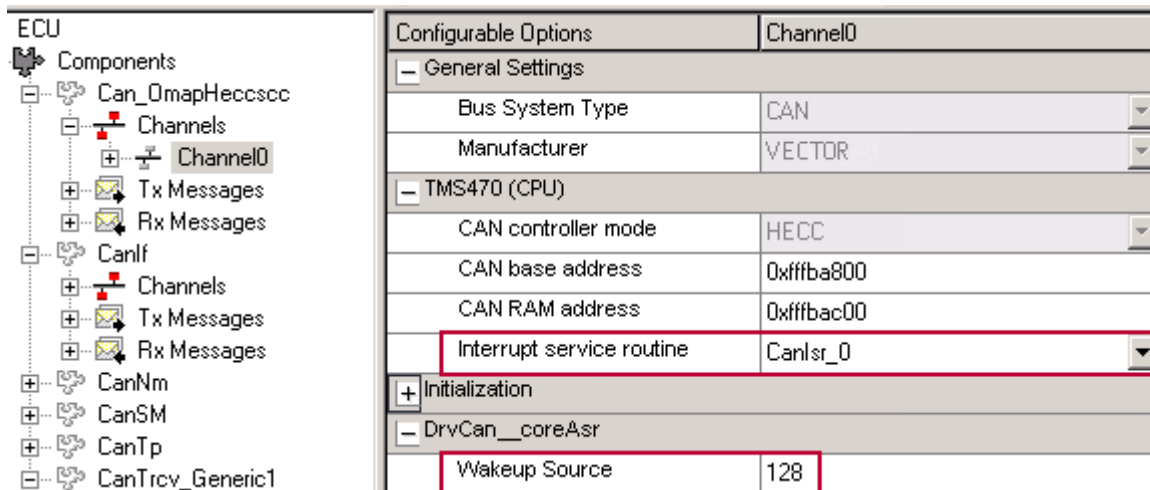 ECU
Components
Can_OmapHeccscc
Channels
Channel0
Tx Messages
Rx Messages
CanIf
Channels
Tx Messages
Rx Messages
CanNm
CanSM
CanTp
CanTrcv_Generic1
Configurable Options Channel0
General Settings
Bus System Type CAN
Manufacturer VECTOR
TMS470 (CPU)
CAN controller mode HECC
CAN base address 0xfffba800
CAN RAM address 0xfffbac00
Interrupt service routine CanIsr_0
Initialization
DrvCan__coreAsr
Wakeup Source 128